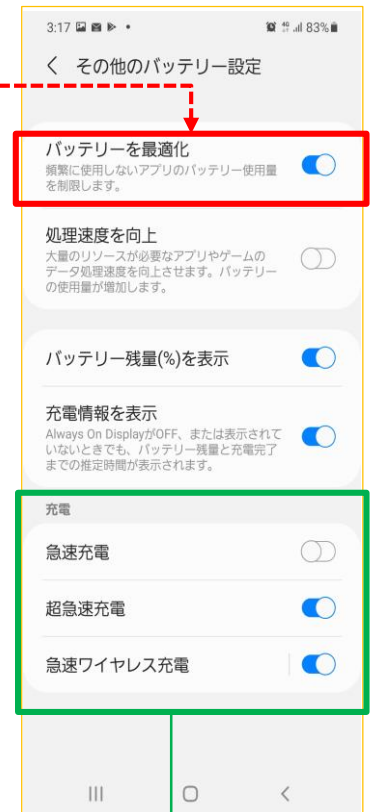 3:17
83%
その他のバッテリー設定
バッテリーを最適化
頻繁に使用しないアプリのバッテリー使用量
を制限します。
処理速度を向上
大量のリソースが必要なアプリやゲームの
データ処理速度を向上させます。バッテリー
の使用量が増加します。
バッテリー残量(%)を表示
充電情報を表示
Always On DisplayがOFF、または表示されて
いないときでも、バッテリー残量と充電完了
までの推定時間が表示されます。
充電
急速充電
超急速充電
急速ワイヤレス充電